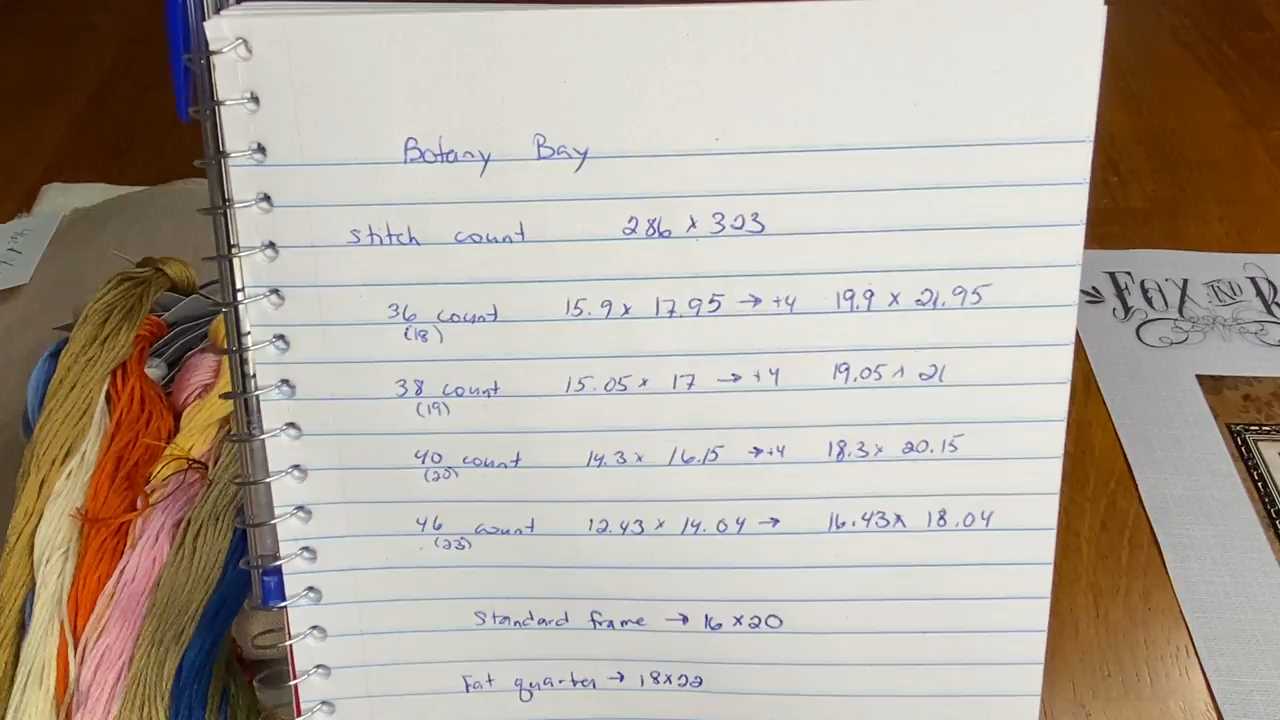 Botany Bay
Stitch count 286 x 323
36 count 15.9 x 17.95 → +4 19.9 x 21.95
(18)
38 count 15.05 x 17 → +4 19.05 x 21
(19)
40 count 14.3 x 16.15 → +4 18.3 x 20.15
(20)
46 count 12.43 x 14.04 → 16.43 x 18.04
(23)
Standard frame → 16 x 20
Fat quarter → 18 x 22
FOX AND